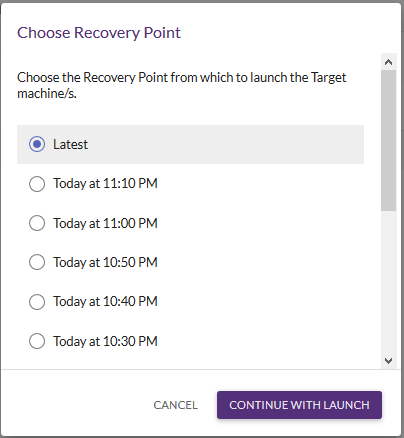 Choose Recovery Point
Choose the Recovery Point from which to launch the Target
machine/s.
Latest
Today at 11:10 PM
Today at 11:00 PM
Today at 10:50 PM
Today at 10:40 PM
Today at 10:30 PM
CANCEL
CONTINUE WITH LAUNCH